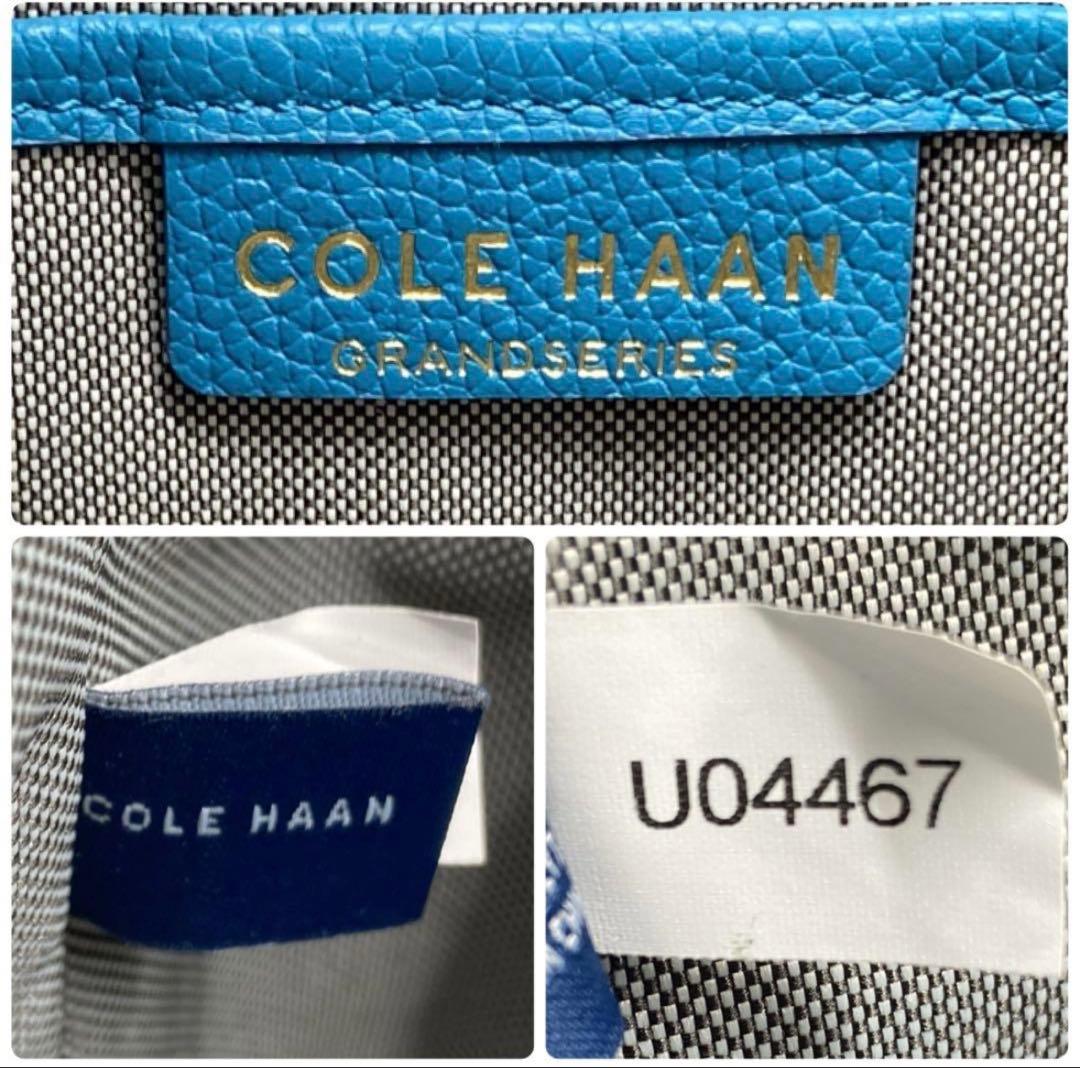 COLE HAAN
GRANDSERIES
COLE HAAN
U04467